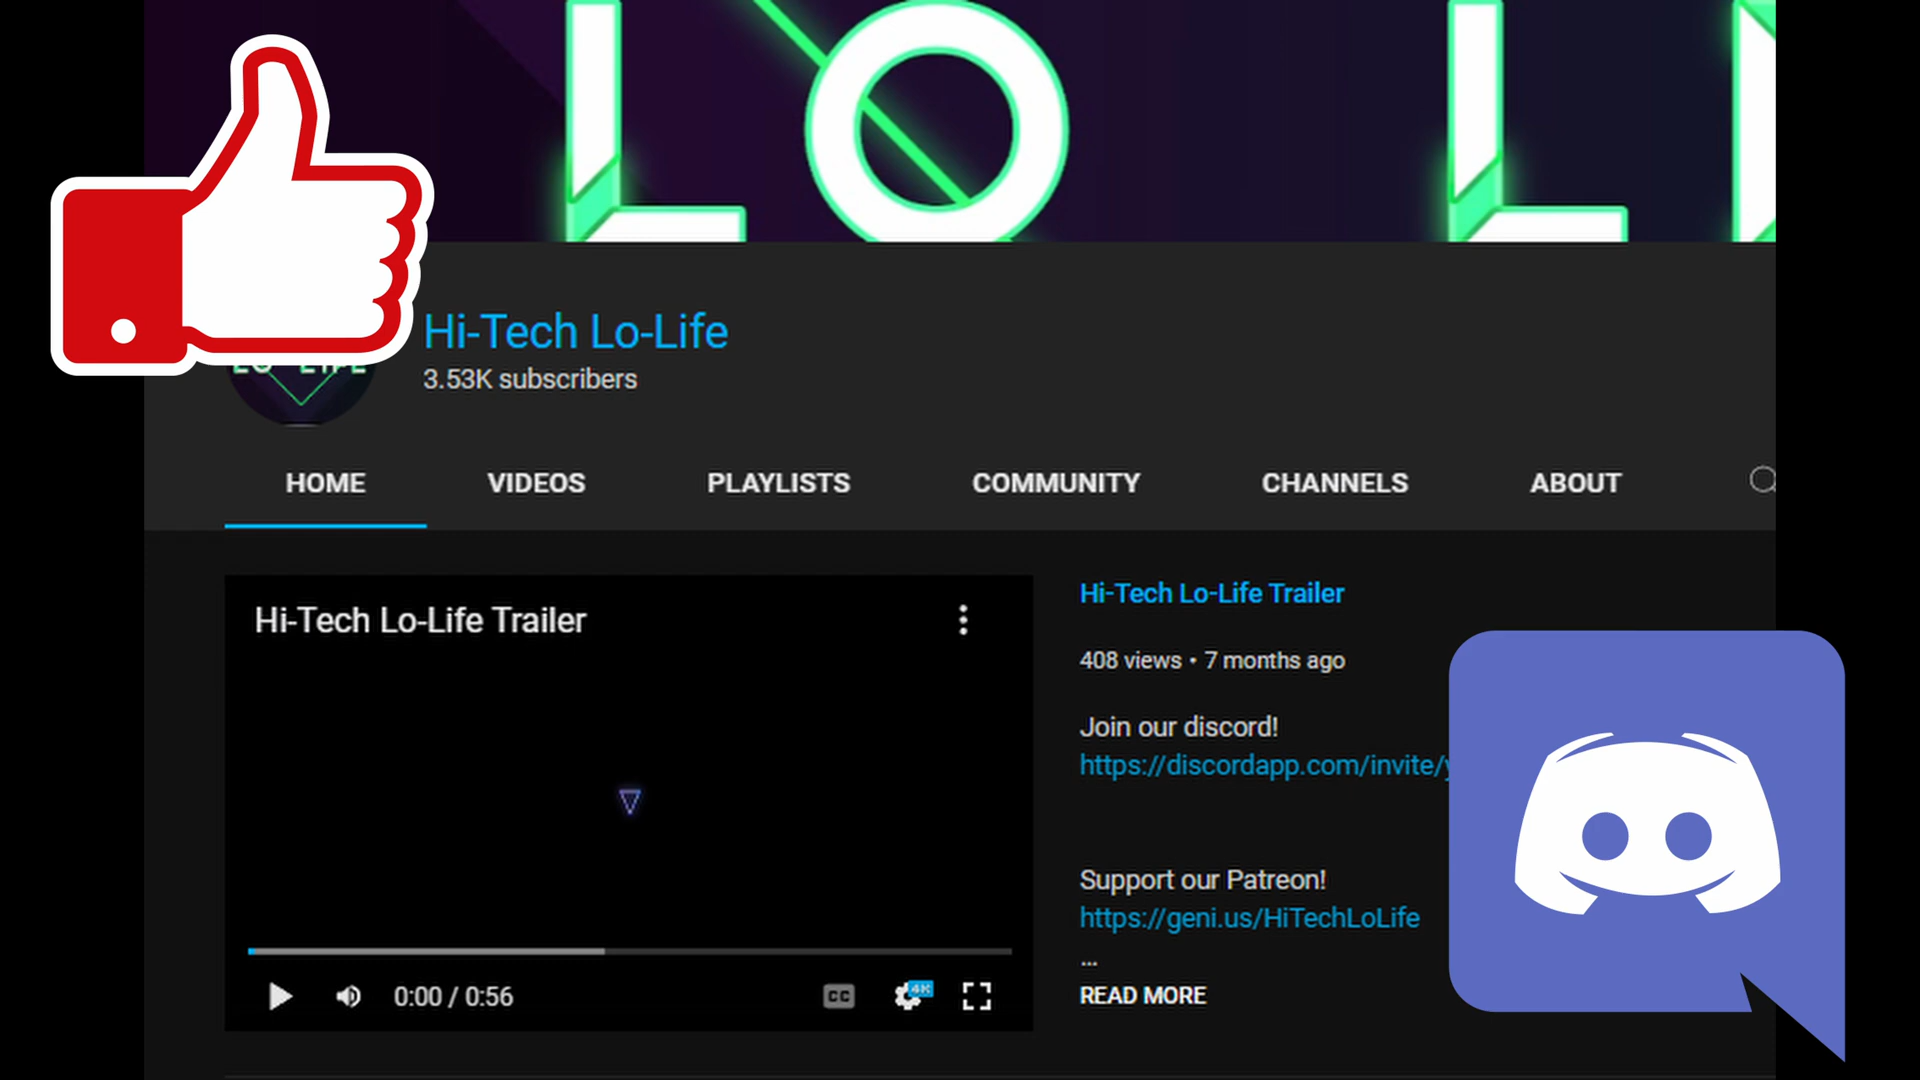 LO L
Hi-Tech Lo-Life
LO LIFE
3.53K subscribers
HOME VIDEOS PLAYLISTS COMMUNITY CHANNELS ABOUT
Hi-Tech Lo-Life Trailer
Hi-Tech Lo-Life Trailer
408 views • 7 months ago
Join our discord!
https://discordapp.com/invite/y
Support our Patreon!
https://geni.us/HiTechLoLife
...
READ MORE
0:00 / 0:56
CC
4K